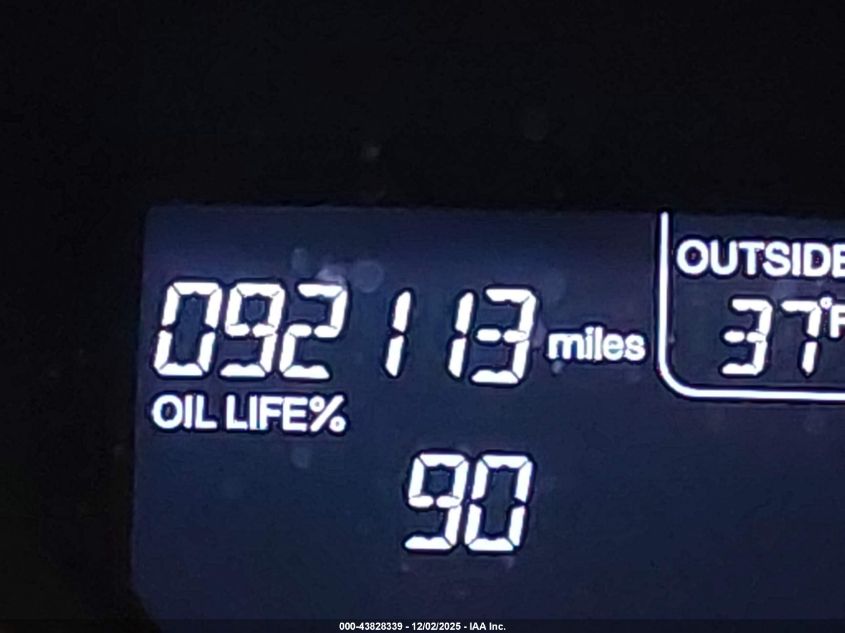 OUTSIDE
092113 miles
37°F
OIL LIFE%
90
000-43828339 - 12/02/2025 - IAA Inc.